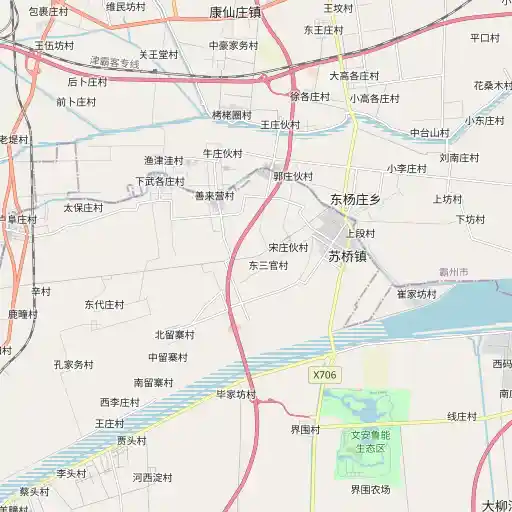 包裹庄村
维民坊村
康仙庄镇
王坟村
王伍坊村
关王堂村
中豪家务村
东王庄村
平口村
津霸客专线
后卜庄村
大高各庄村
花桑木村
前卜庄村
徐各庄村
小高各庄村
栲栳圈村
王庄伙村
小东庄村
中台山村
老堤村
渔津洼村
牛庄伙村
刘南庄村
小李庄村
下武各庄村
郭庄伙村
善来营村
东杨庄乡
上坊村
太保庄村
卢阜庄村
下坊村
上段村
宋庄伙村
苏桥镇
东三官村
霸州市
辛村
崔家坊村
东代庄村
鹿疃村
北留寨村
中留寨村
孔家务村
西码
X706
南留寨村
毕家坊村
西李庄村
线庄村
王庄村
界围村
贾头村
文安鲁能
生态区
李头村
河西淀村
蔡头村
界围农场
大柳河